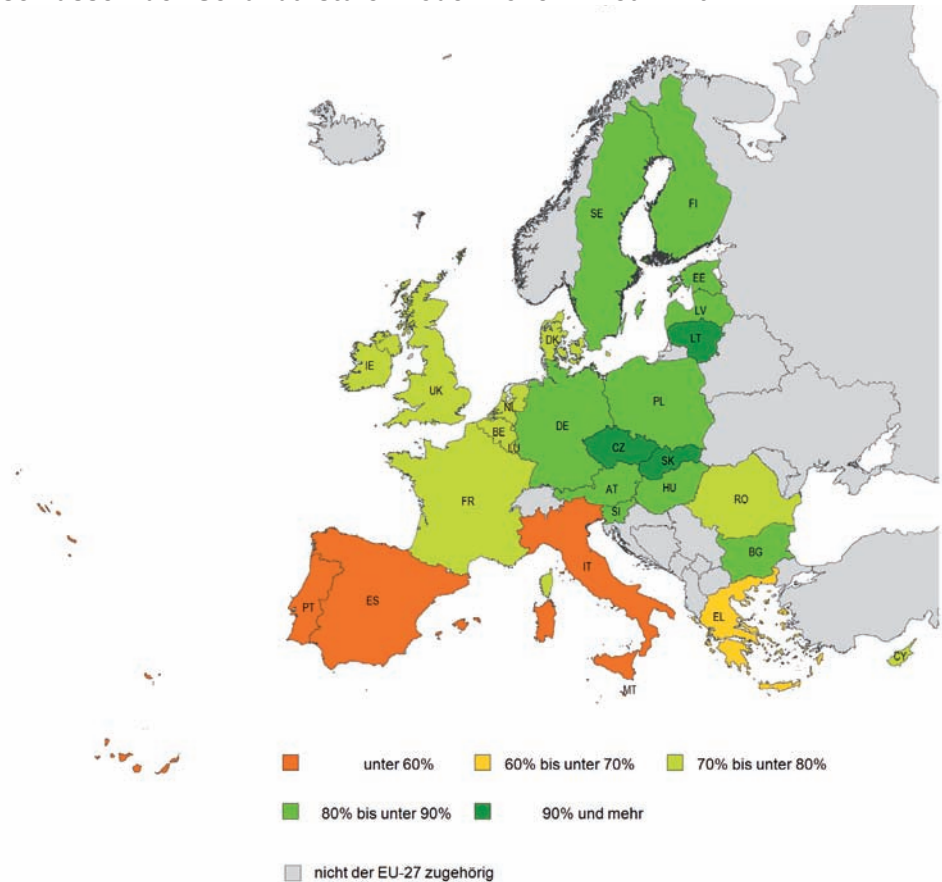 SE
FI
EE
LV
LT
DK
IE
UK
NL
BE
LU
DE
PL
CZ
SK
AT
HU
SI
FR
RO
BG
IT
PT
ES
EL
CY
MT
unter 60%
60% bis unter 70%
70% bis unter 80%
80% bis unter 90%
90% und mehr
nicht der EU-27 zugehörig